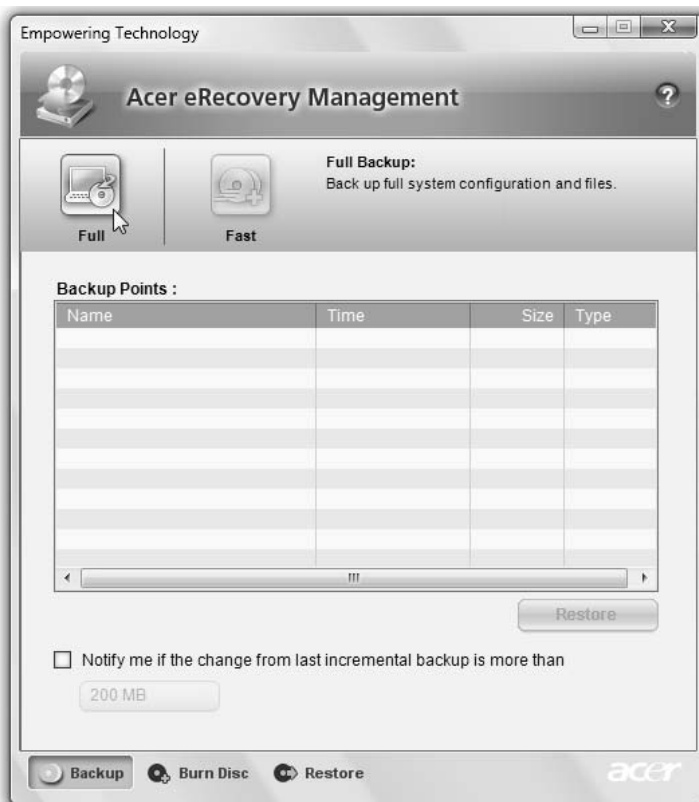 Empowering Technology
Acer eRecovery Management
?
Full
Fast
Full Backup:
Back up full system configuration and files.
Backup Points :
Name Time Size Type
Restore
Notify me if the change from last incremental backup is more than
200 MB
Backup Burn Disc Restore acer